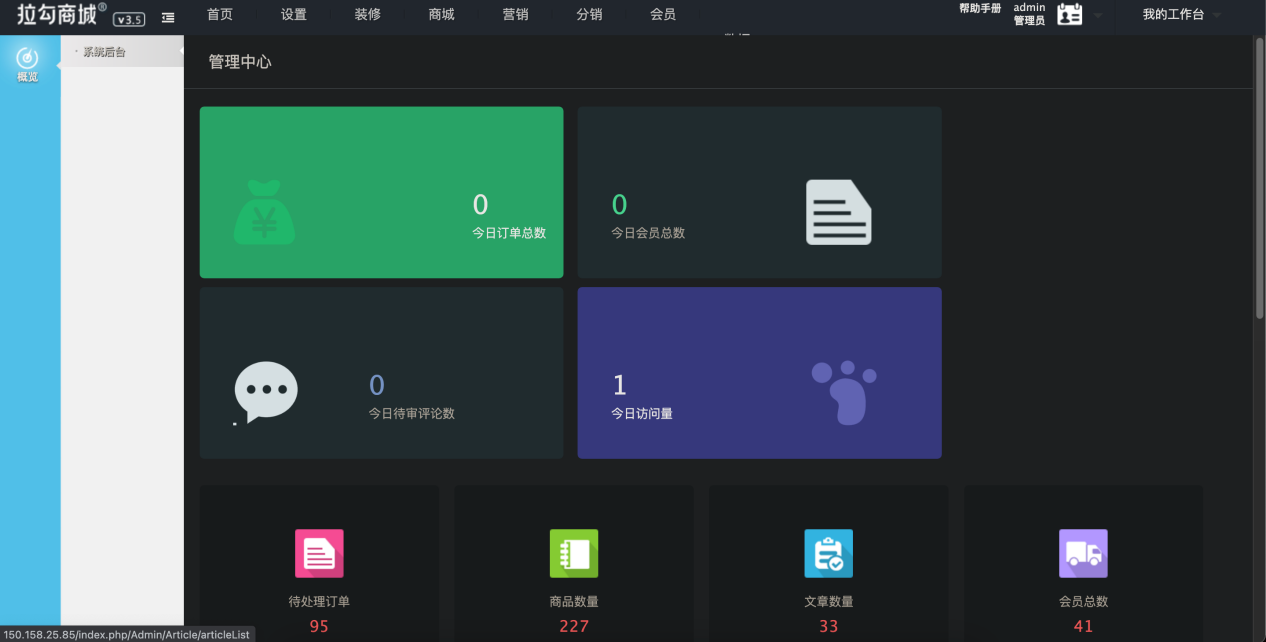 拉勾商城® v3.5
首页 设置 装修 商城 营销 分销 会员
帮助手册
admin
管理员
我的工作台
概览
系统后台
管理中心
0
今日订单总数
0
今日会员总数
0
今日待审评论数
1
今日访问量
待处理订单
95
商品数量
227
文章数量
33
会员总数
41
150.158.25.85/index.php/Admin/Article/articleList